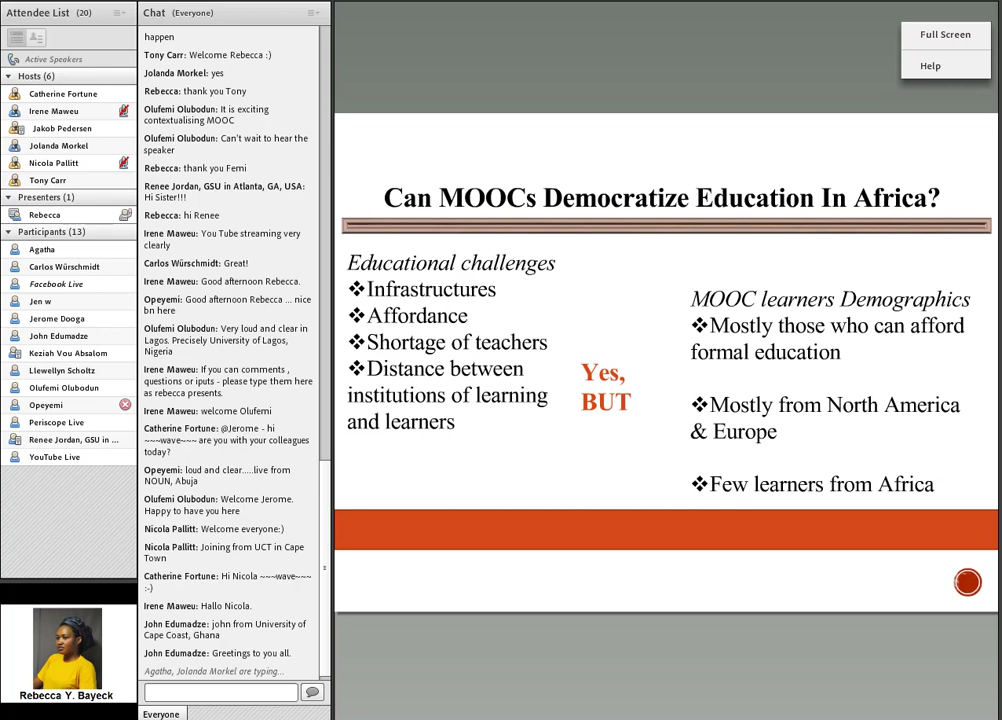 Attendee List (20)
Active Speakers
Hosts (6)
Catherine Fortune
Irene Maweu
Jakob Pedersen
Jolanda Morkel
Nicola Pallitt
Tony Carr
Presenters (1)
Rebecca
Participants (13)
Agatha
Carlos Würschmidt
Facebook Live
Jen w
Jerome Dooga
John Edumadze
Keziah Vou Absalom
Llewellyn Scholtz
Olufemi Olubodun
Opeyemi
Periscope Live
Renee Jordan, GSU in ...
YouTube Live
Rebecca Y. Bayeck
Chat (Everyone)
happen
Tony Carr: Welcome Rebecca :)
Jolanda Morkel: yes
Rebecca: thank you Tony
Olufemi Olubodun: It is exciting
contextualising MOOC
Olufemi Olubodun: Can't wait to hear the
speaker
Rebecca: thank you Femi
Renee Jordan, GSU in Atlanta, GA, USA:
Hi Sister!!!
Rebecca: hi Renee
Irene Maweu: You Tube streaming very
clearly
Carlos Würschmidt: Great!
Irene Maweu: Good afternoon Rebecca.
Opeyemi: Good afternoon Rebecca ... nice
bn here
Olufemi Olubodun: Very loud and clear in
Lagos. Precisely University of Lagos,
Nigeria
Irene Maweu: If you can comments ,
questions or iputs - please type them here
as rebecca presents.
Irene Maweu: welcome Olufemi
Catherine Fortune: @Jerome - hi
~~~wave~~~ are you with your colleagues
today?
Opeyemi: loud and clear.....live from
NOUN, Abuja
Olufemi Olubodun: Welcome Jerome.
Happy to have you here
Nicola Pallitt: Welcome everyone:)
Nicola Pallitt: Joining from UCT in Cape
Town
Catherine Fortune: Hi Nicola ~~~wave~~~
:-)
Irene Maweu: Hallo Nicola.
John Edumadze: john from University of
Cape Coast, Ghana
John Edumadze: Greetings to you all.
Agatha, Jolanda Morkel are typing...
Everyone
Full Screen
Help
Can MOOCs Democratize Education In Africa?
Educational challenges
❖Infrastructures
❖Affordance
❖Shortage of teachers
❖Distance between
institutions of learning
and learners
Yes,
BUT
MOOC learners Demographics
❖Mostly those who can afford
formal education
❖Mostly from North America
& Europe
❖Few learners from Africa